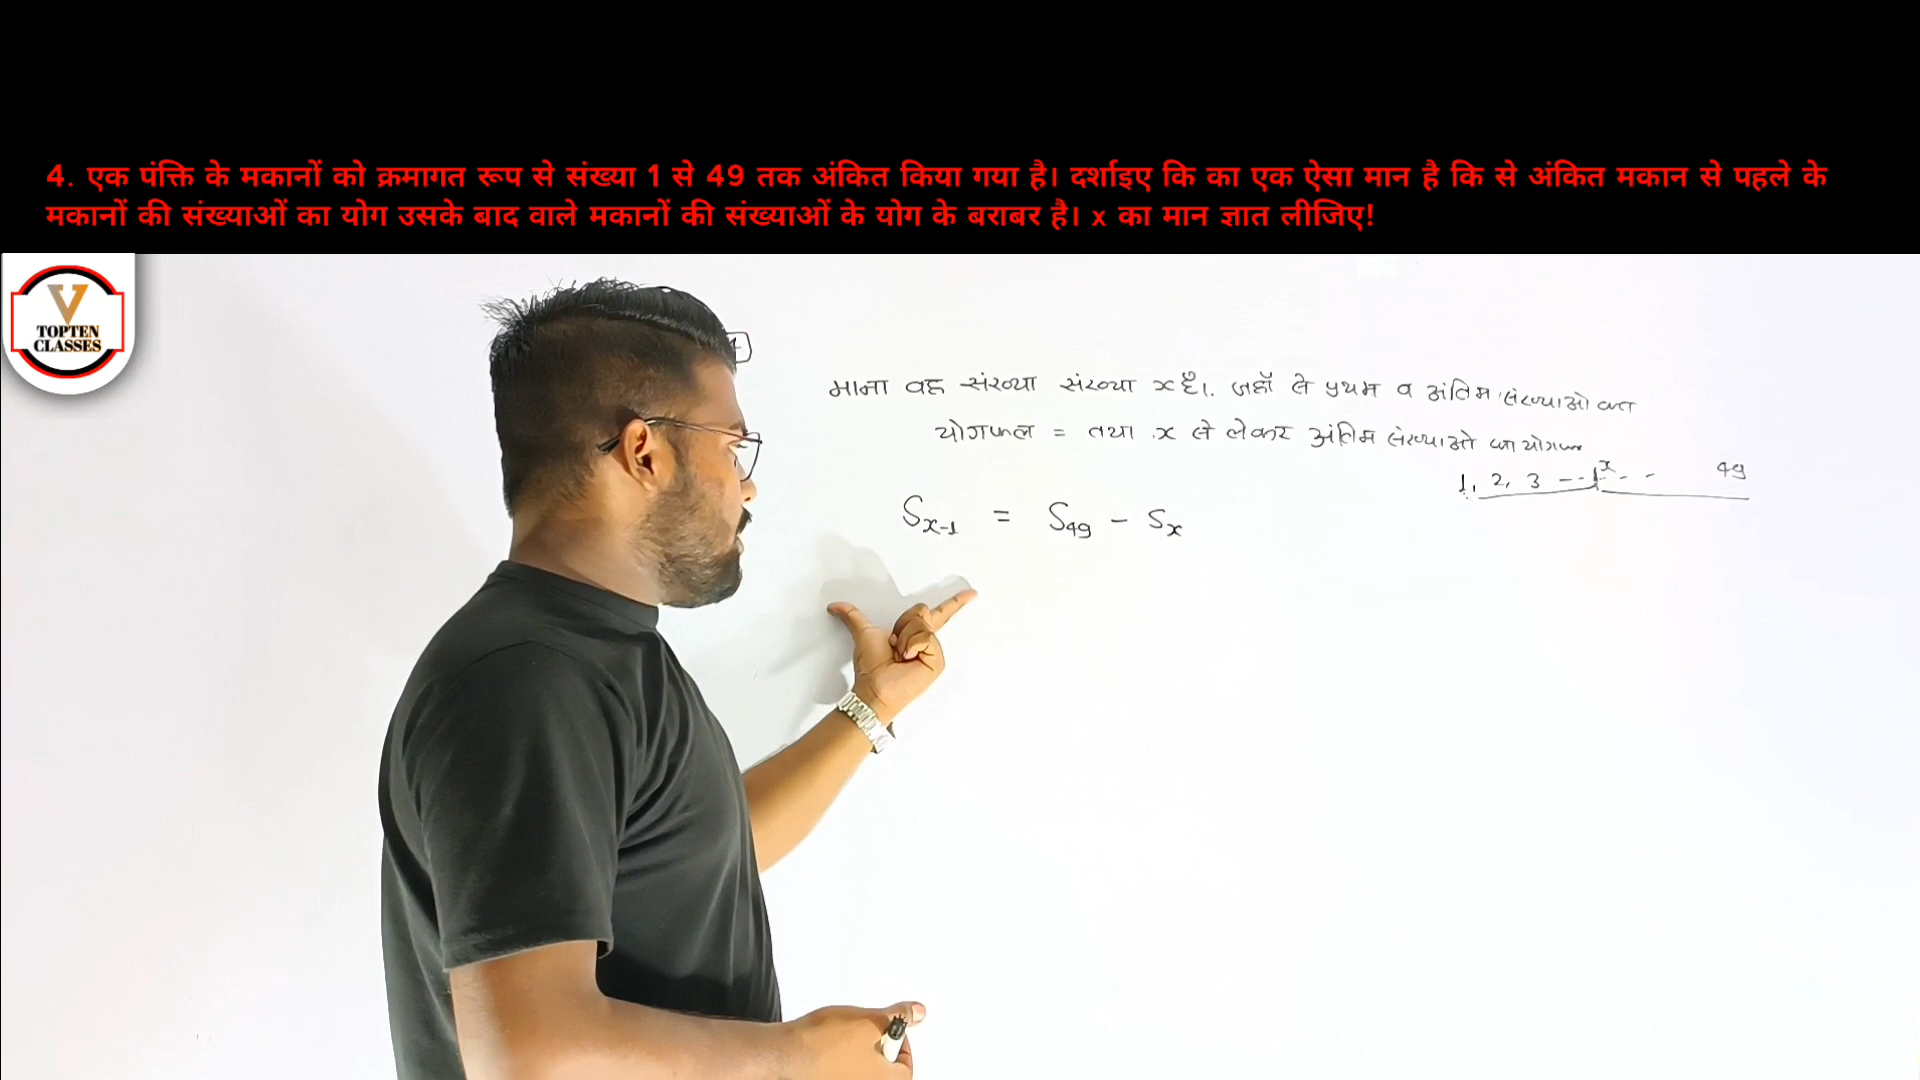 4. एक पंक्ति के मकानों को क्रमागत रूप से संख्या 1 से 49 तक अंकित किया गया है। दर्शाइए कि का एक ऐसा मान है कि से अंकित मकान से पहले के
मकानों की संख्याओं का योग उसके बाद वाले मकानों की संख्याओं के योग के बराबर है। x का मान ज्ञात लीजिए!
V
TOPTEN
CLASSES
माना वह संख्या संख्या x है। जहाँ से प्रथम व अंतिम संख्याओ का
योगफल = तथा x से लेकर अंतिम संख्याओ का योगफल
1, 2, 3 --- x - - 49
Sx-1 = S49 - Sx